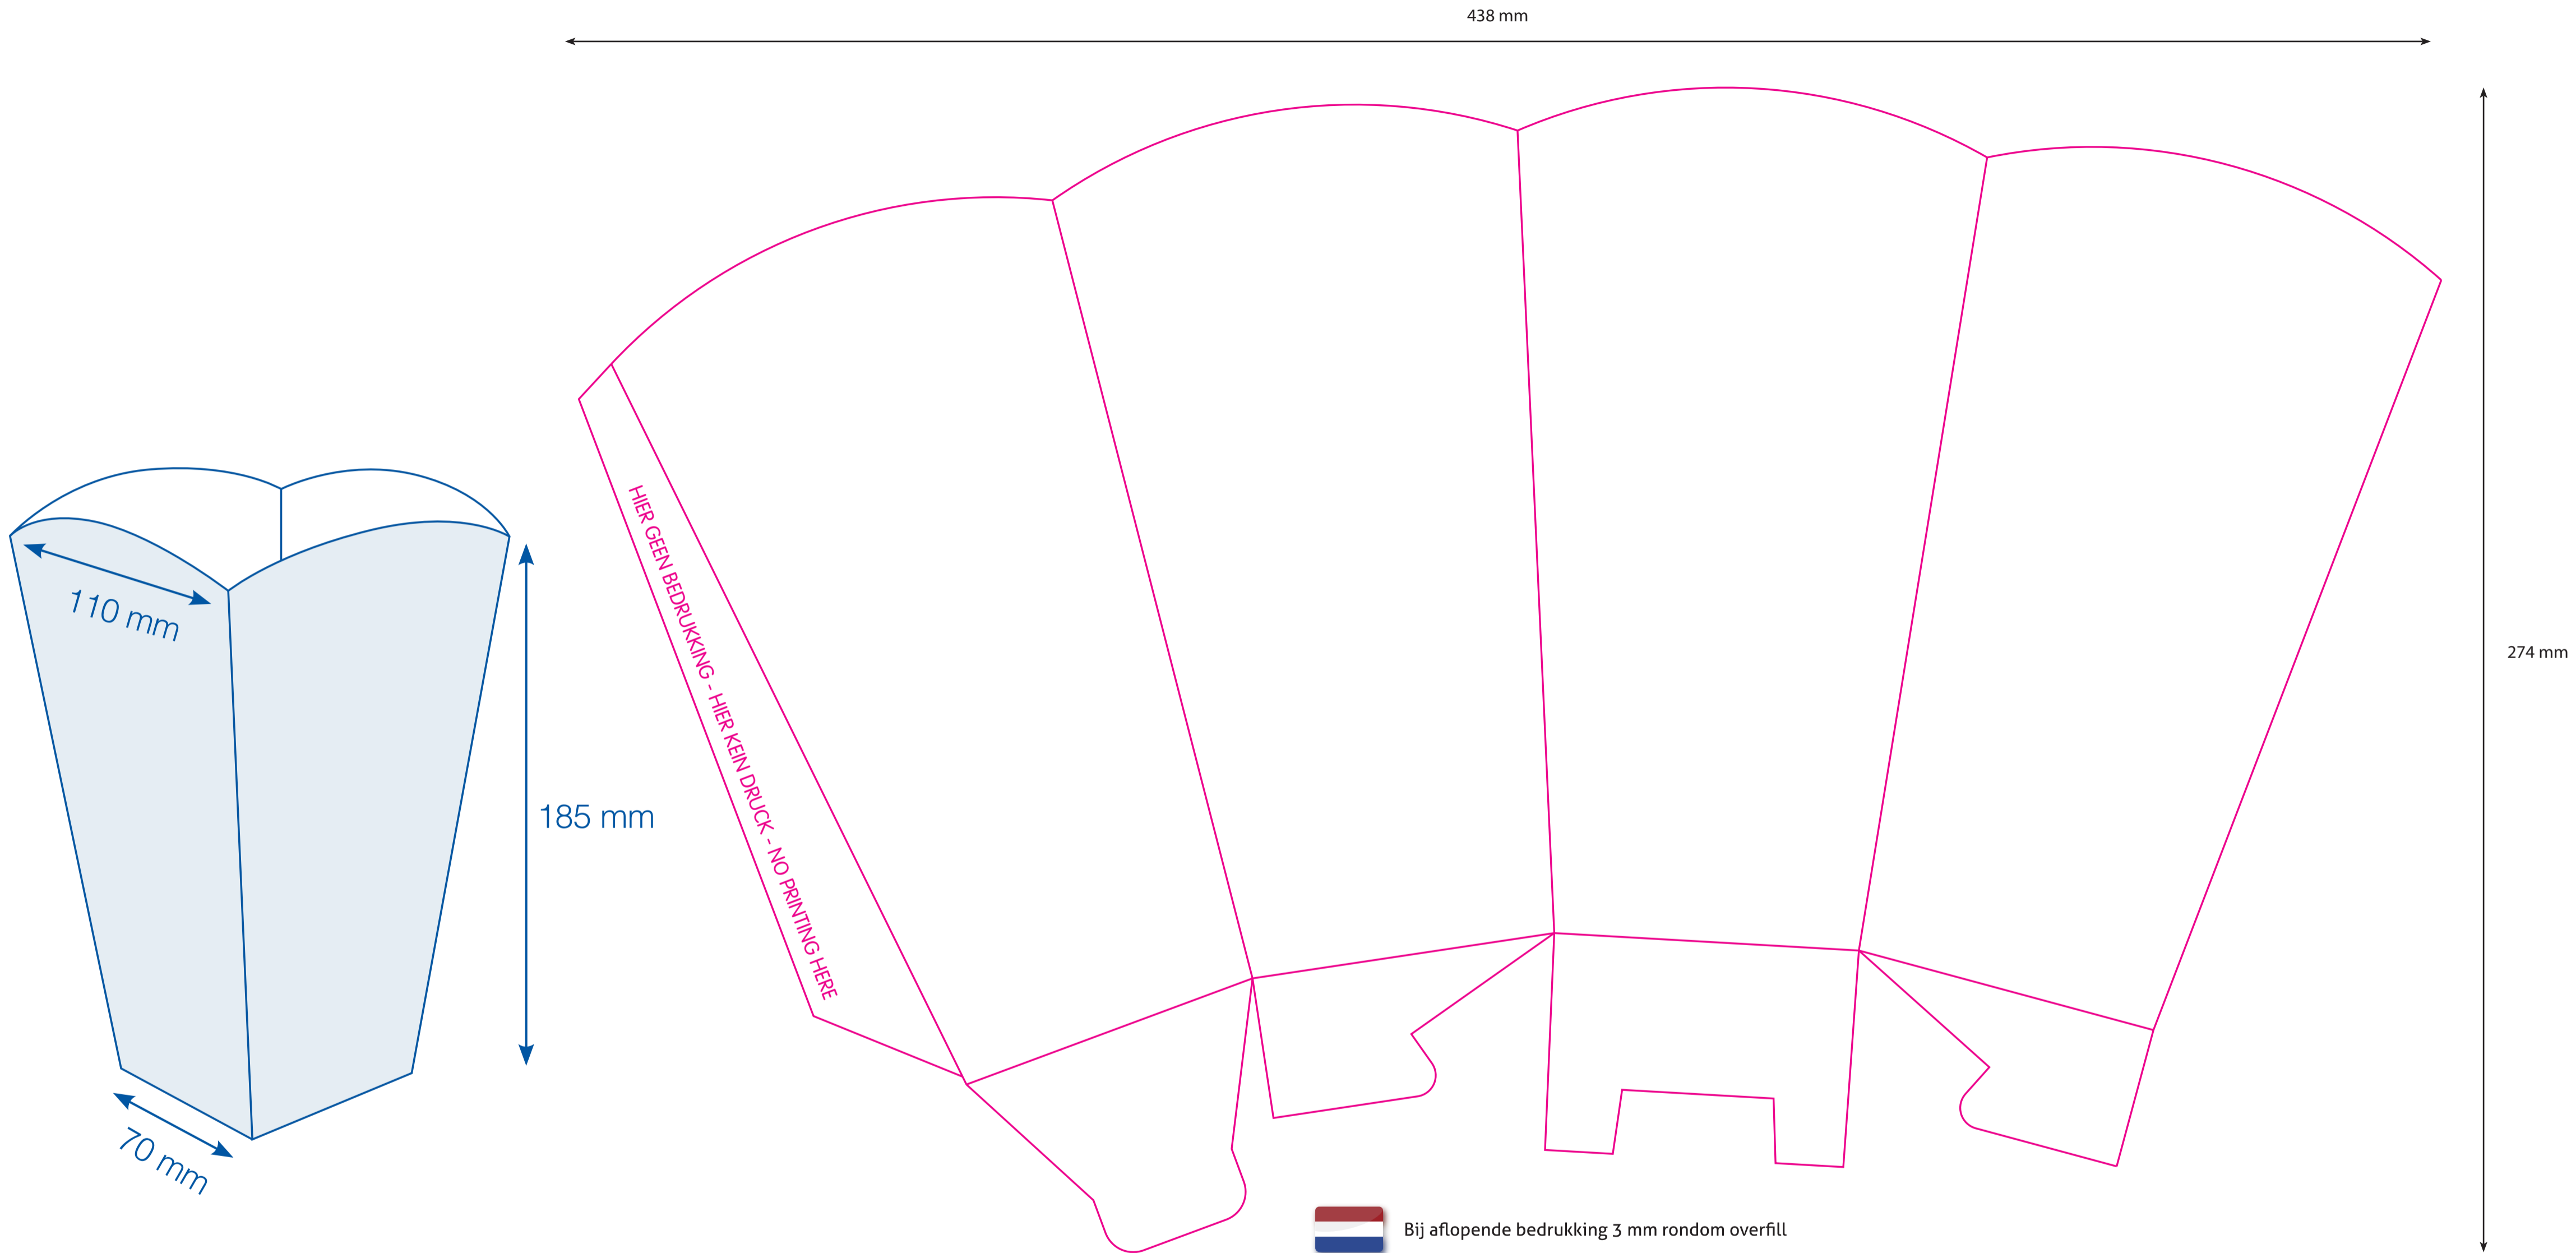 438 mm
HIER GEEN BEDRUKKING - HIER KEIN DRUCK - NO PRINTING HERE
110 mm
274 mm
185 mm
70 mm
Bij aflopende bedrukking 3 mm rondom overfill